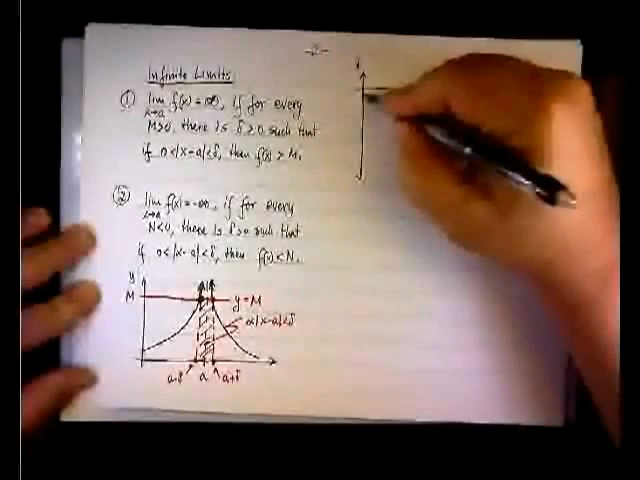 -2-
Infinite Limits
① lim f(x) = ∞, if for every
x→a
M>0, there is δ>0 such that
if 0<|x-a|<δ, then f(x) > M.
② lim f(x) = -∞, if for every
x→a
N<0, there is δ>0 such that
if 0<|x-a|<δ, then f(x) < N.
y
M
y = M
0<|x-a|<δ
a-δ a a+δ